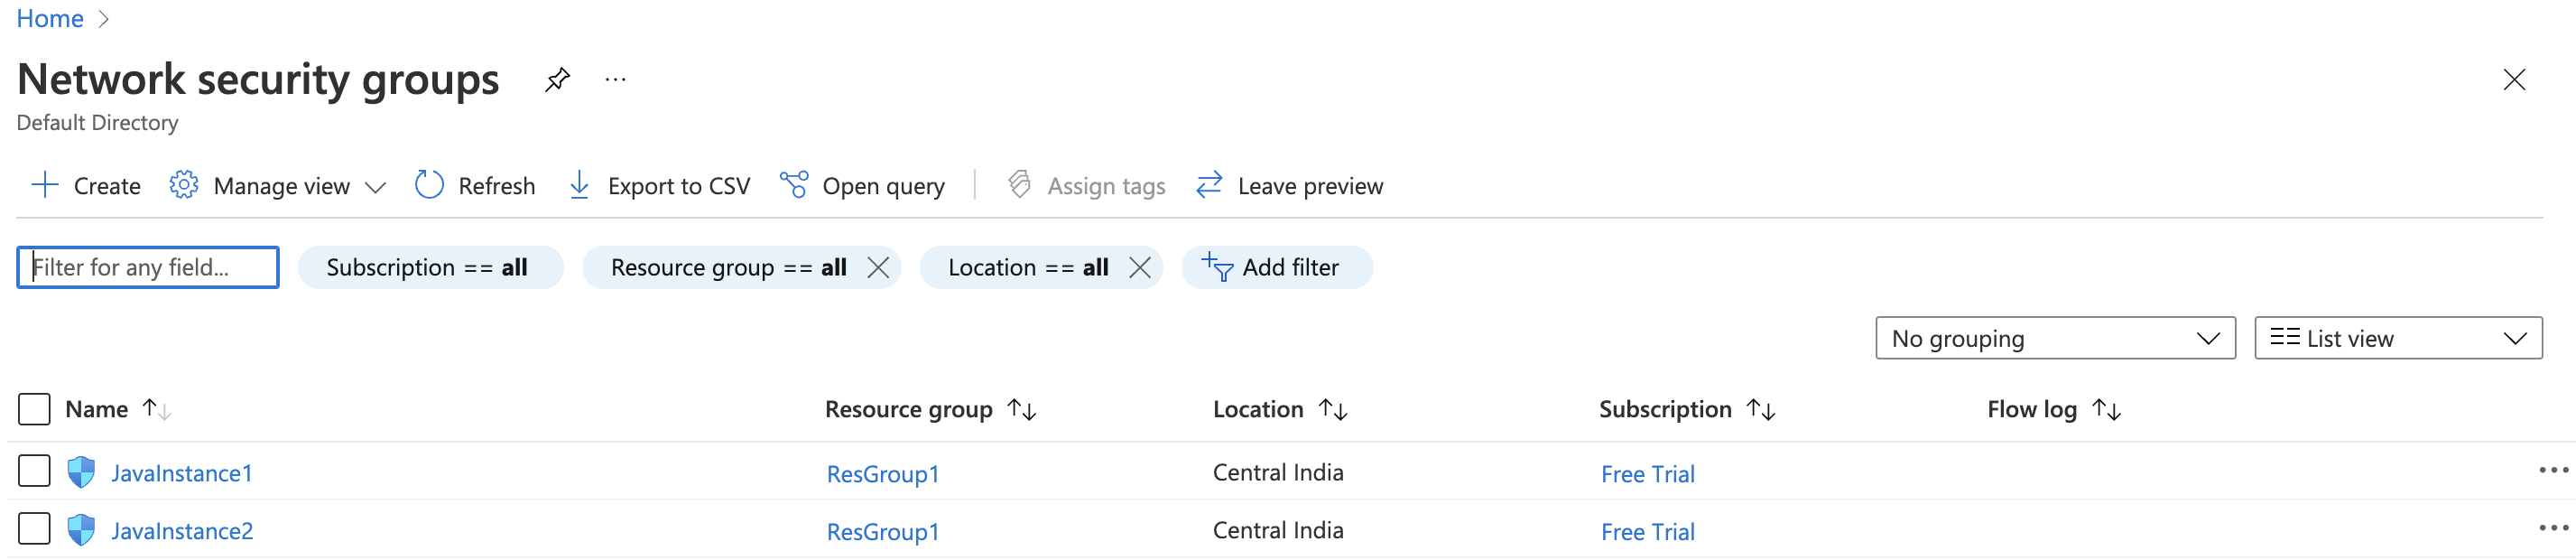 Home
Network security groups
Default Directory
Create Manage view Refresh Export to CSV Open query Assign tags Leave preview
Filter for any field... Subscription == all Resource group == all Location == all Add filter
No grouping List view
Name Resource group Location Subscription Flow log
JavaInstance1 ResGroup1 Central India Free Trial
JavaInstance2 ResGroup1 Central India Free Trial